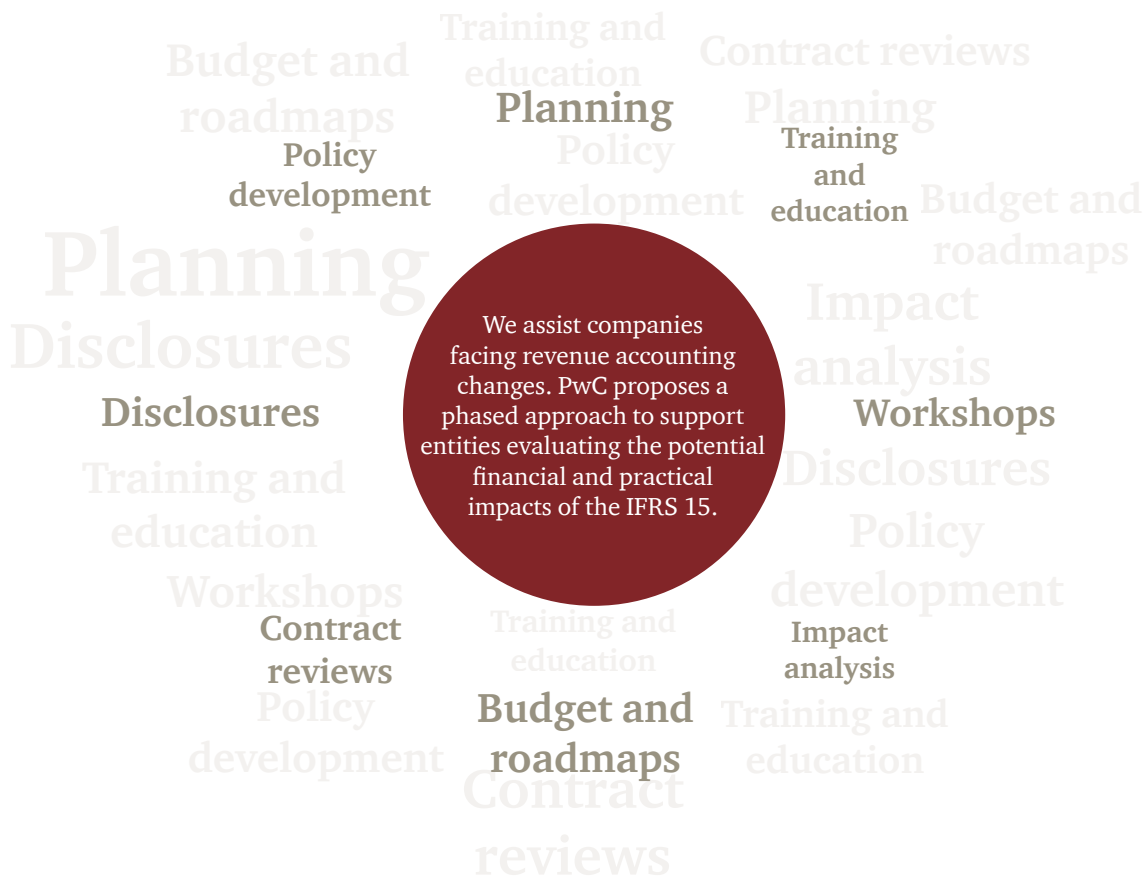 Training and
education
Budget and
roadmaps
Contract reviews
Planning
Planning
Training
and
education
Policy
development
Policy
development
Budget and
roadmaps
Planning
Impact
analysis
Disclosures
We assist companies
facing revenue accounting
changes. PwC proposes a
phased approach to support
entities evaluating the potential
financial and practical
impacts of the IFRS 15.
Disclosures
Workshops
Training and
education
Disclosures
Policy
development
Workshops
Contract
reviews
Training and
education
Impact
analysis
Policy
development
Budget and
roadmaps
Training and
education
Contract
reviews